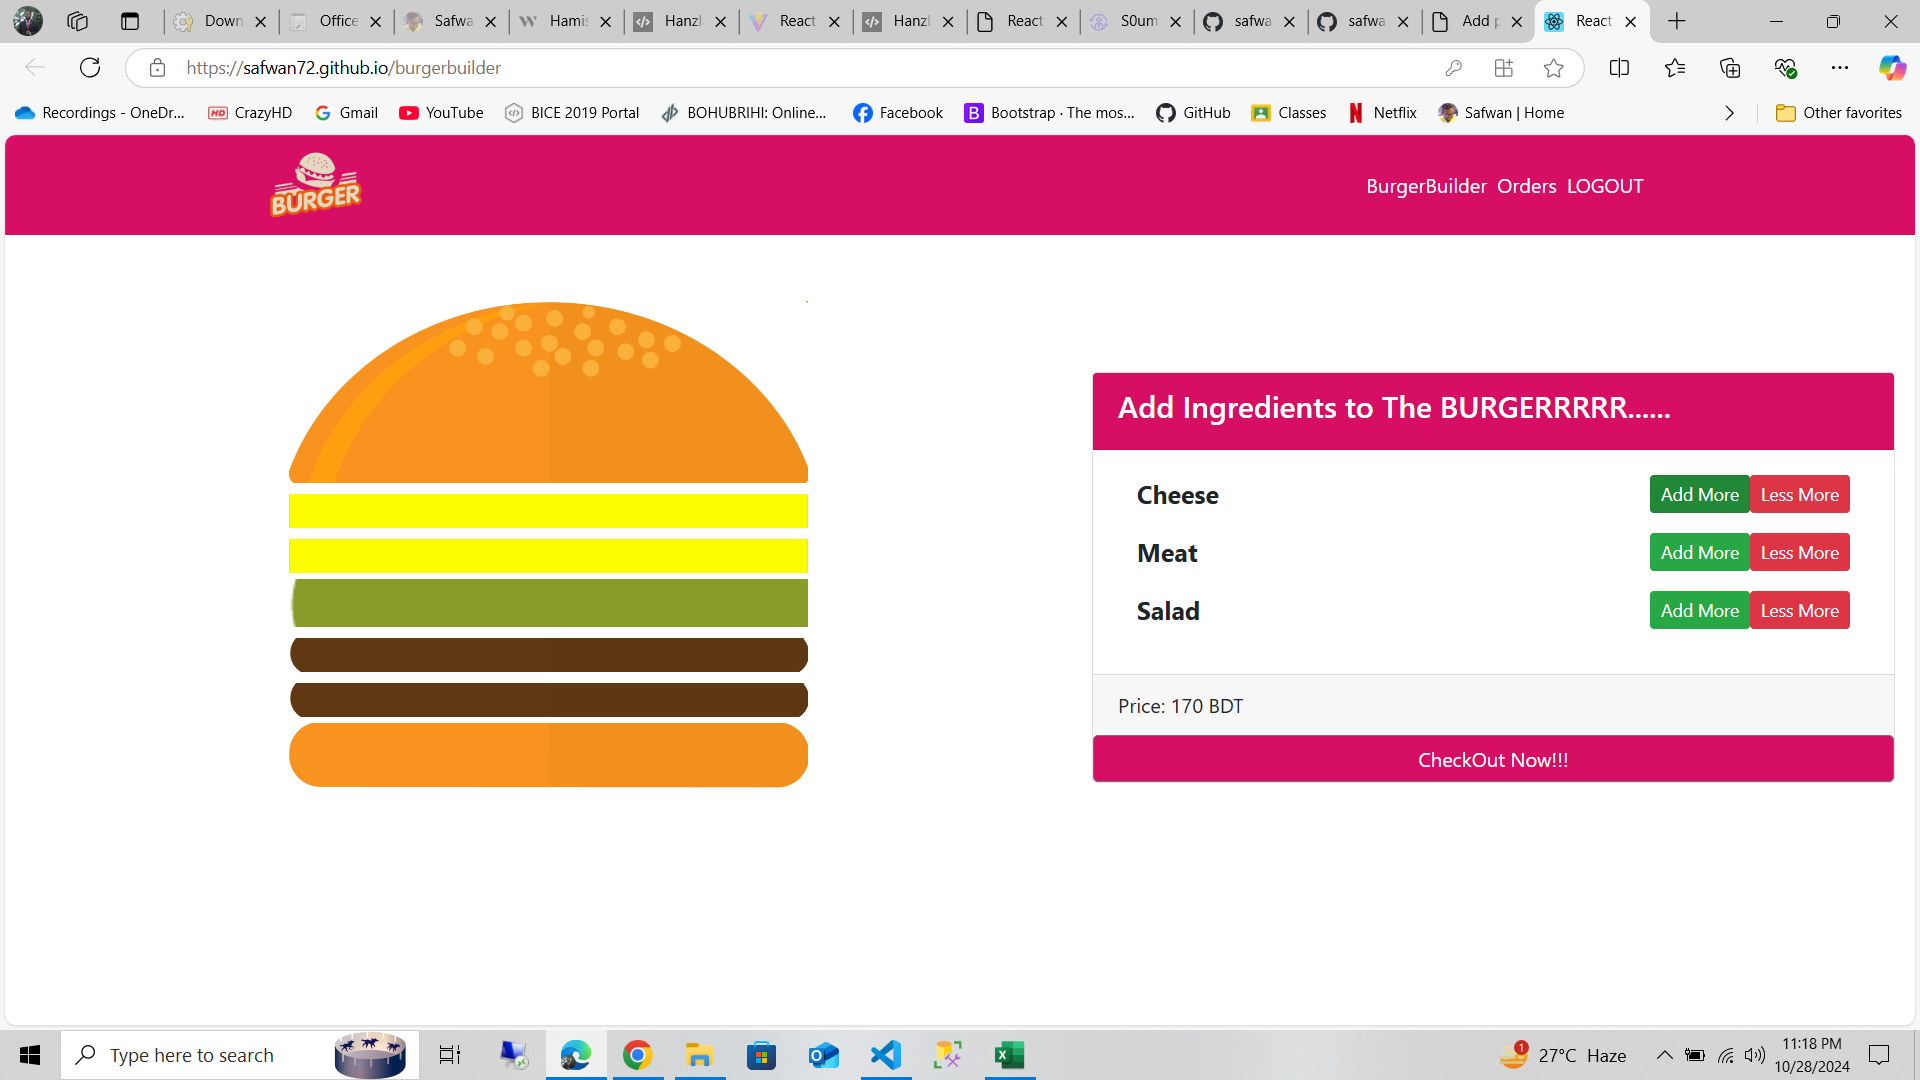 Down
Office
Safwa
Hamis
Hanzl
React
Hanzl
React
S0um
safwa
safwa
Add p
React
https://safwan72.github.io/burgerbuilder
Recordings - OneDr... CrazyHD Gmail YouTube BICE 2019 Portal BOHUBRIHI: Online... Facebook Bootstrap · The mos... GitHub Classes Netflix Safwan | Home Other favorites
BURGER
BurgerBuilder Orders LOGOUT
Add Ingredients to The BURGERRRRR......
Cheese Add More Less More
Meat Add More Less More
Salad Add More Less More
Price: 170 BDT
CheckOut Now!!!
Type here to search
1
27°C Haze
11:18 PM
10/28/2024